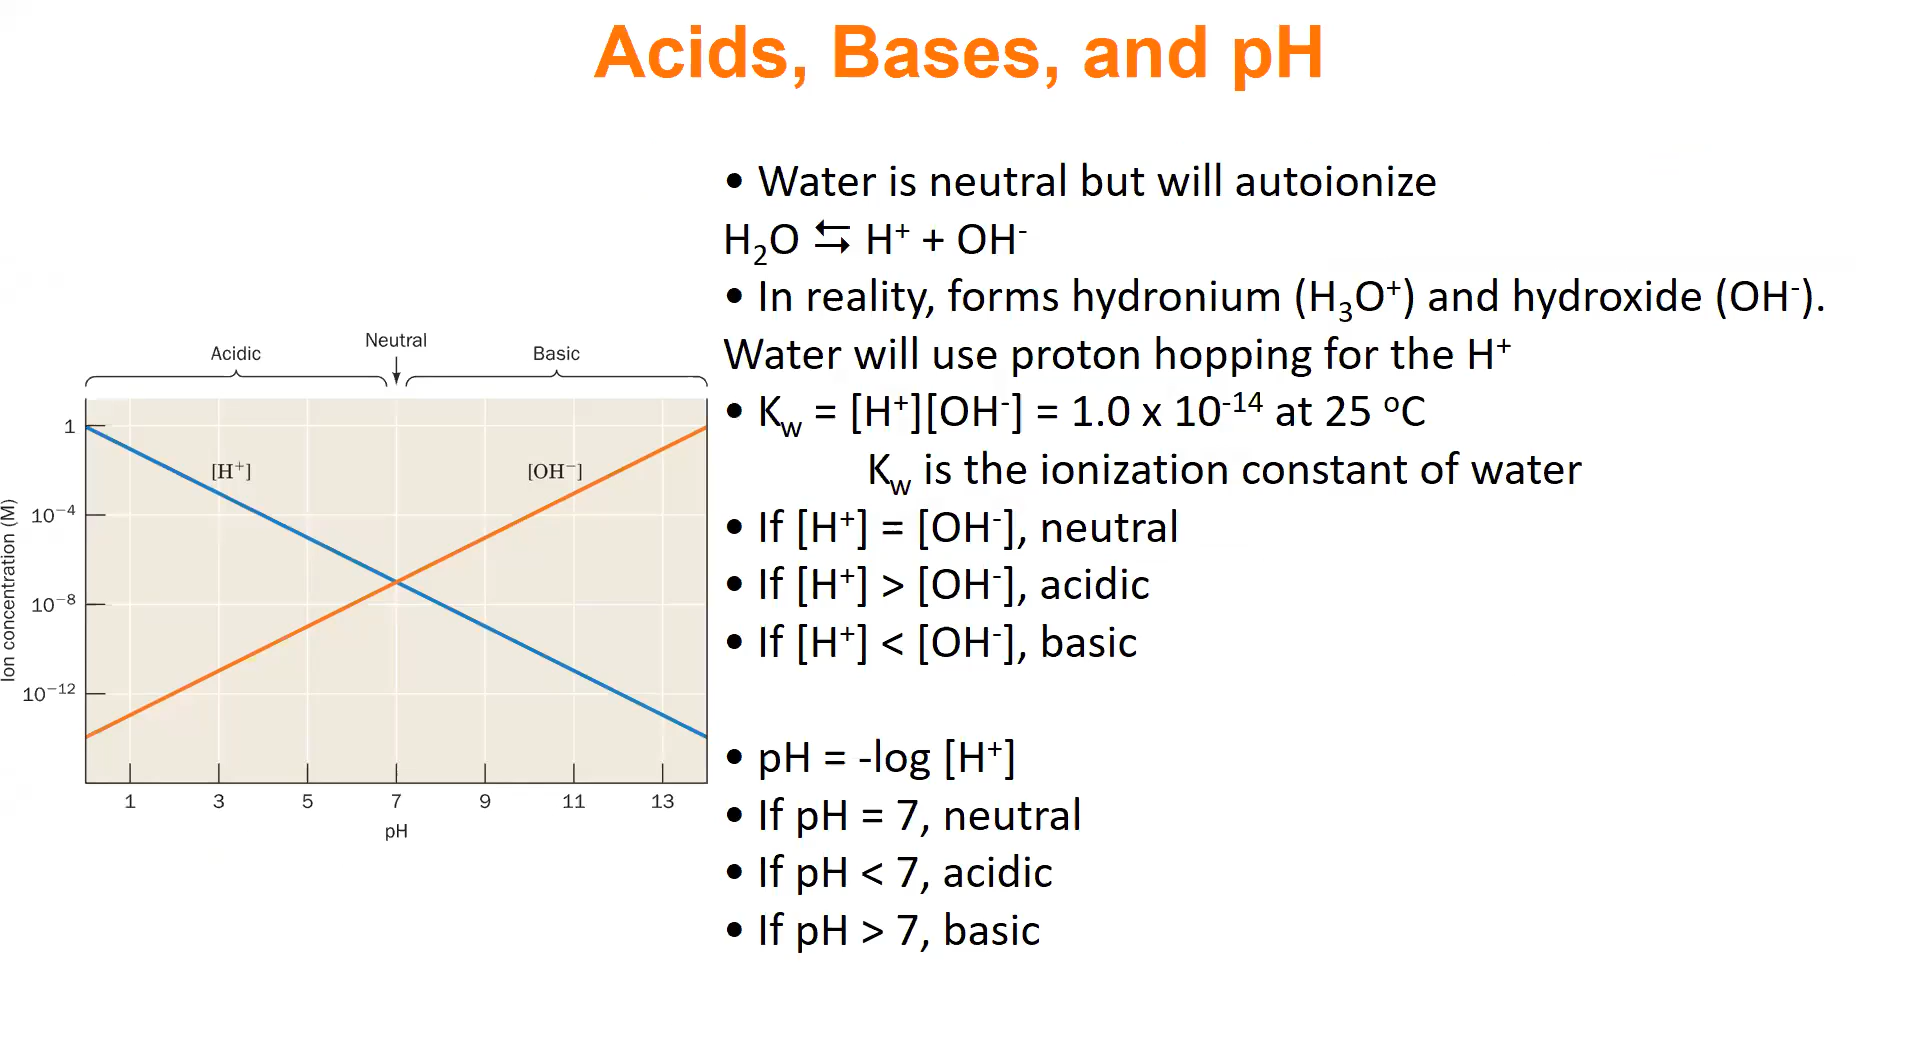 Acids, Bases, and pH
• Water is neutral but will autoionize
H₂O ⇆ H⁺ + OH⁻
• In reality, forms hydronium (H₃O⁺) and hydroxide (OH⁻).
Water will use proton hopping for the H⁺
• K_w = [H⁺][OH⁻] = 1.0 x 10⁻¹⁴ at 25 ᵒC
K_w is the ionization constant of water
• If [H⁺] = [OH⁻], neutral
• If [H⁺] > [OH⁻], acidic
• If [H⁺] < [OH⁻], basic
• pH = -log [H⁺]
• If pH = 7, neutral
• If pH < 7, acidic
• If pH > 7, basic
Acidic
Neutral
Basic
[H⁺]
[OH⁻]
Ion concentration (M)
1
10⁻⁴
10⁻⁸
10⁻¹²
1 3 5 7 9 11 13
pH